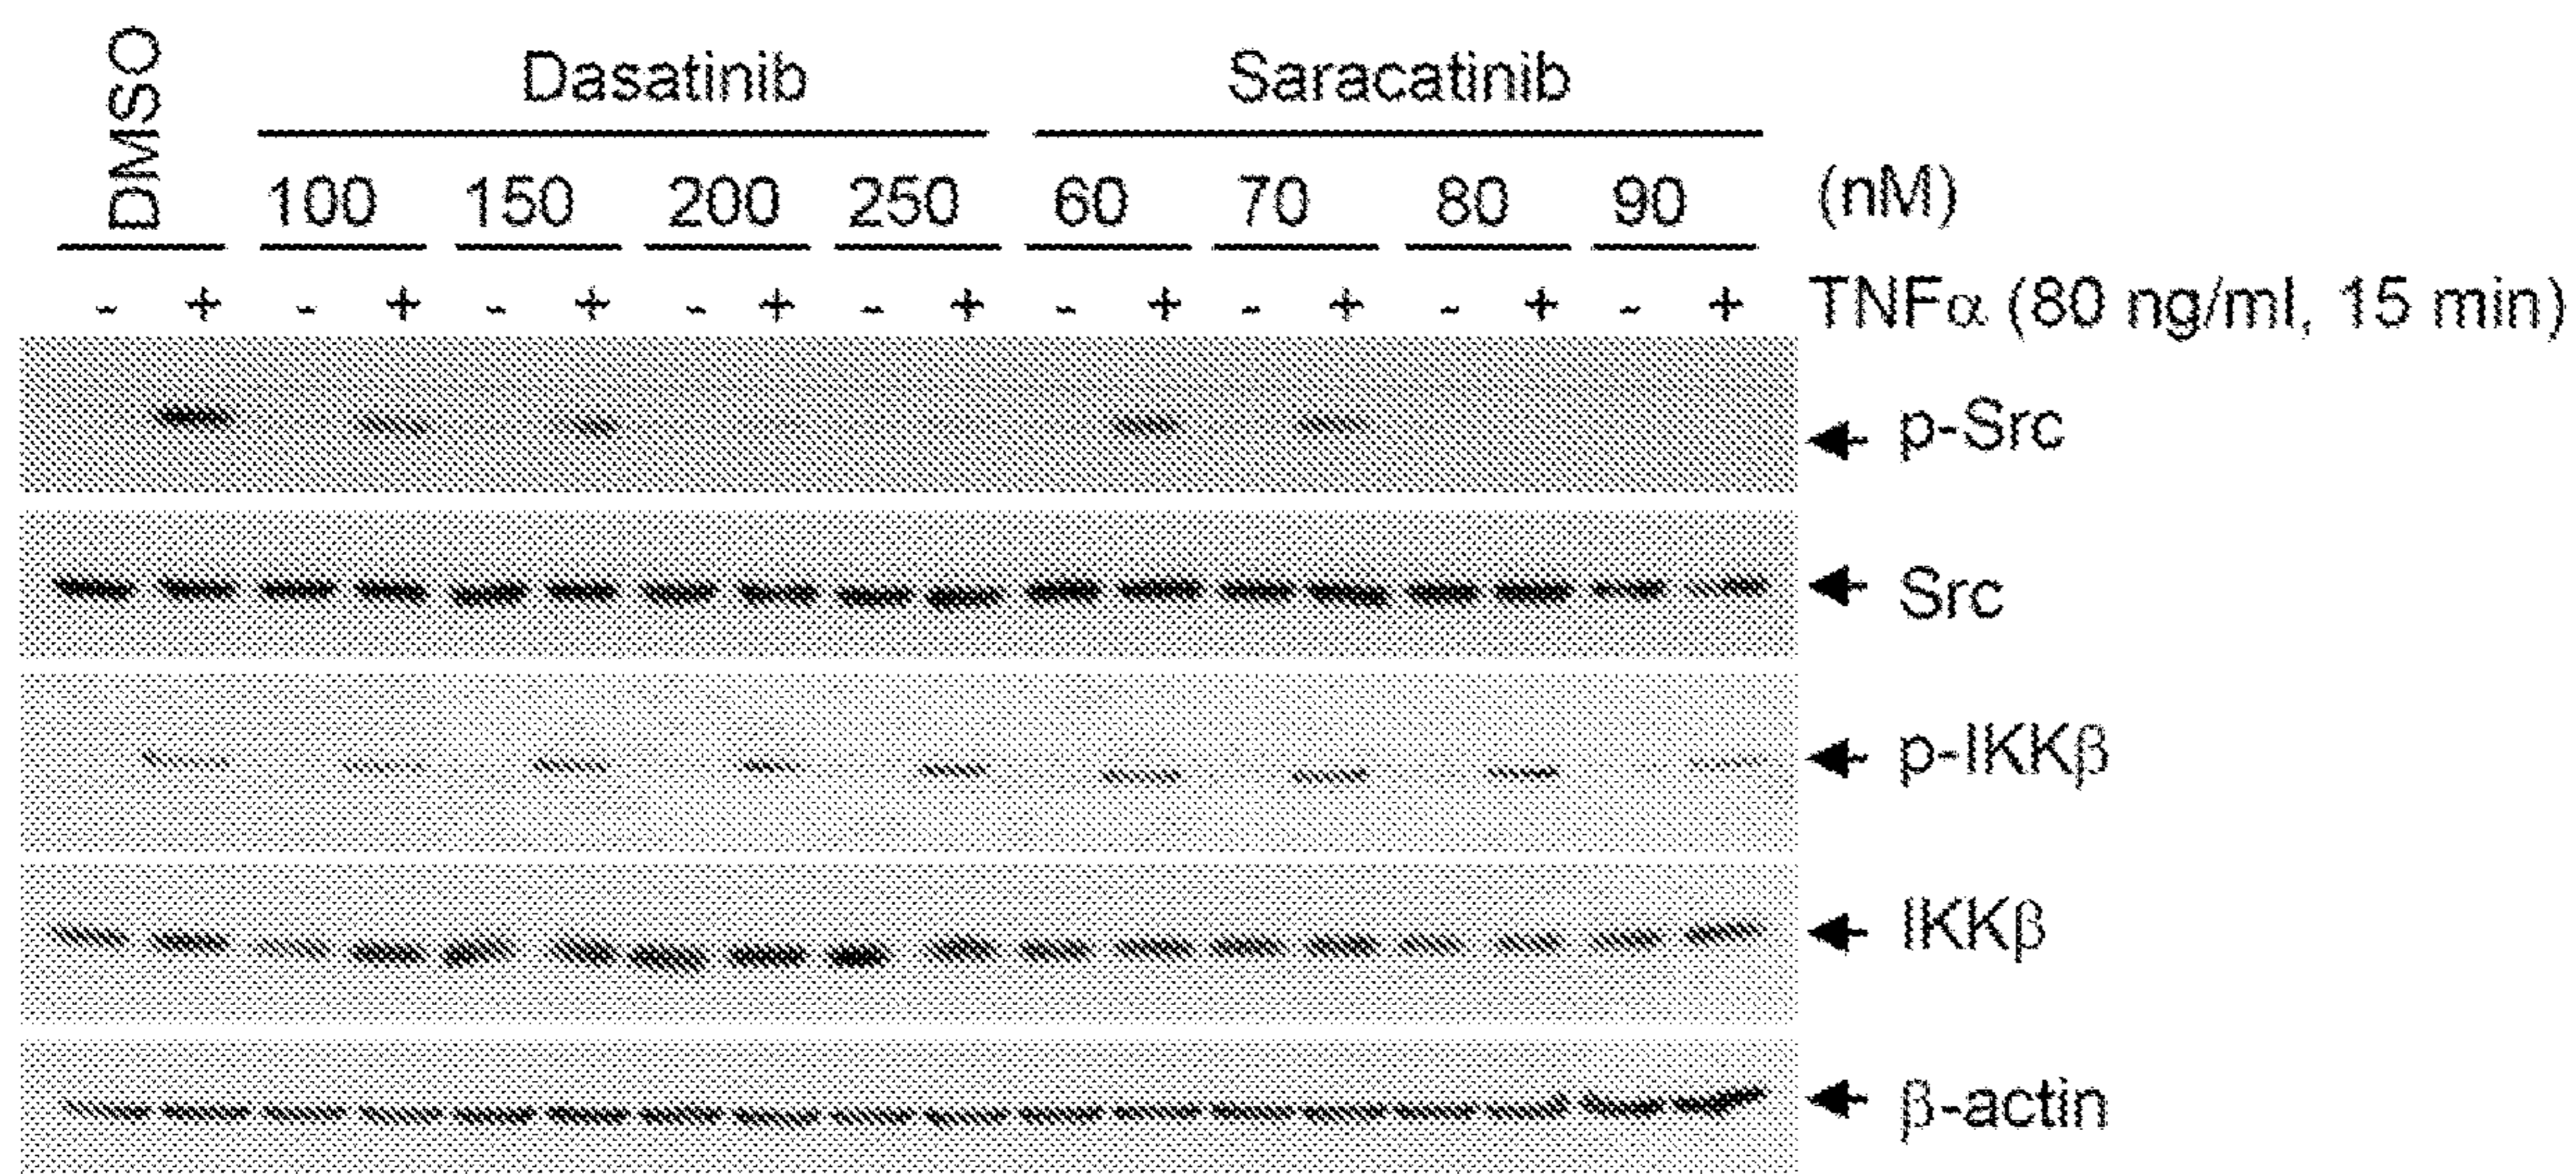 DMSO
Dasatinib Saracatinib
100 150 200 250 60 70 80 90 (nM)
- + - + - + - + - + - + - + - + - + TNFα (80 ng/ml, 15 min)
p-Src
Src
p-IKKβ
IKKβ
β-actin